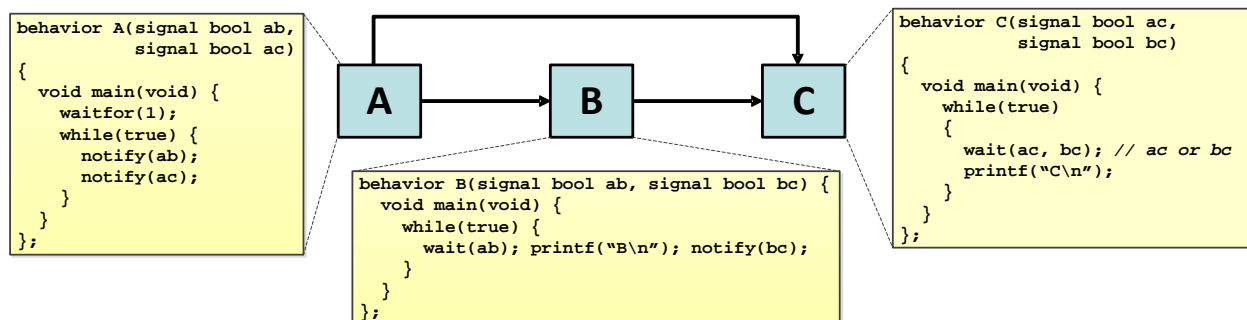 behavior A(signal bool ab,
signal bool ac)
{
void main(void) {
waitfor(1);
while(true) {
notify(ab);
notify(ac);
}
}
};
A
B
C
behavior B(signal bool ab, signal bool bc) {
void main(void) {
while(true) {
wait(ab); printf(“B\n”); notify(bc);
}
}
};
behavior C(signal bool ac,
signal bool bc)
{
void main(void) {
while(true)
{
wait(ac, bc); // ac or bc
printf(“C\n”);
}
}
};